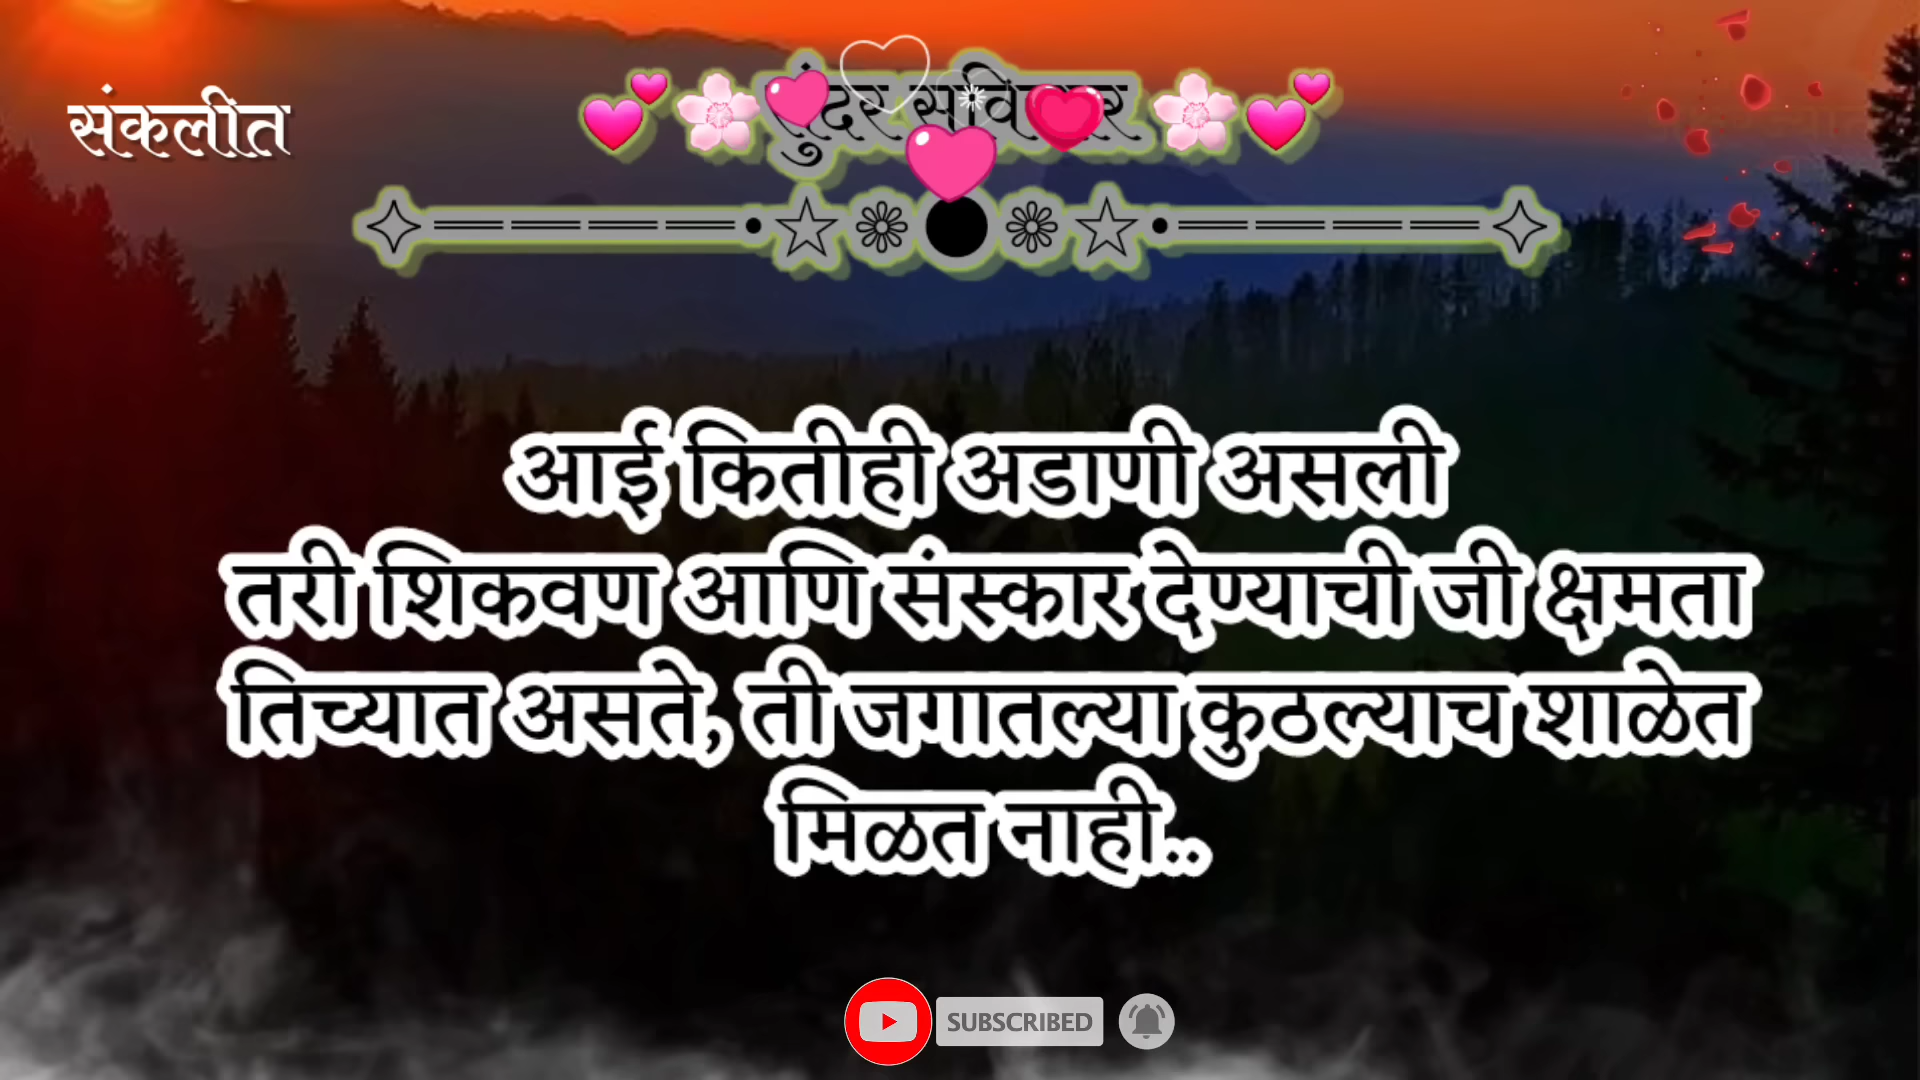 संकलीत
आई कितीही अडाणी असली
तरी शिकवण आणि संस्कार देण्याची जी क्षमता
तिच्यात असते, ती जगातल्या कुठल्याच शाळेत
मिळत नाही..
SUBSCRIBED